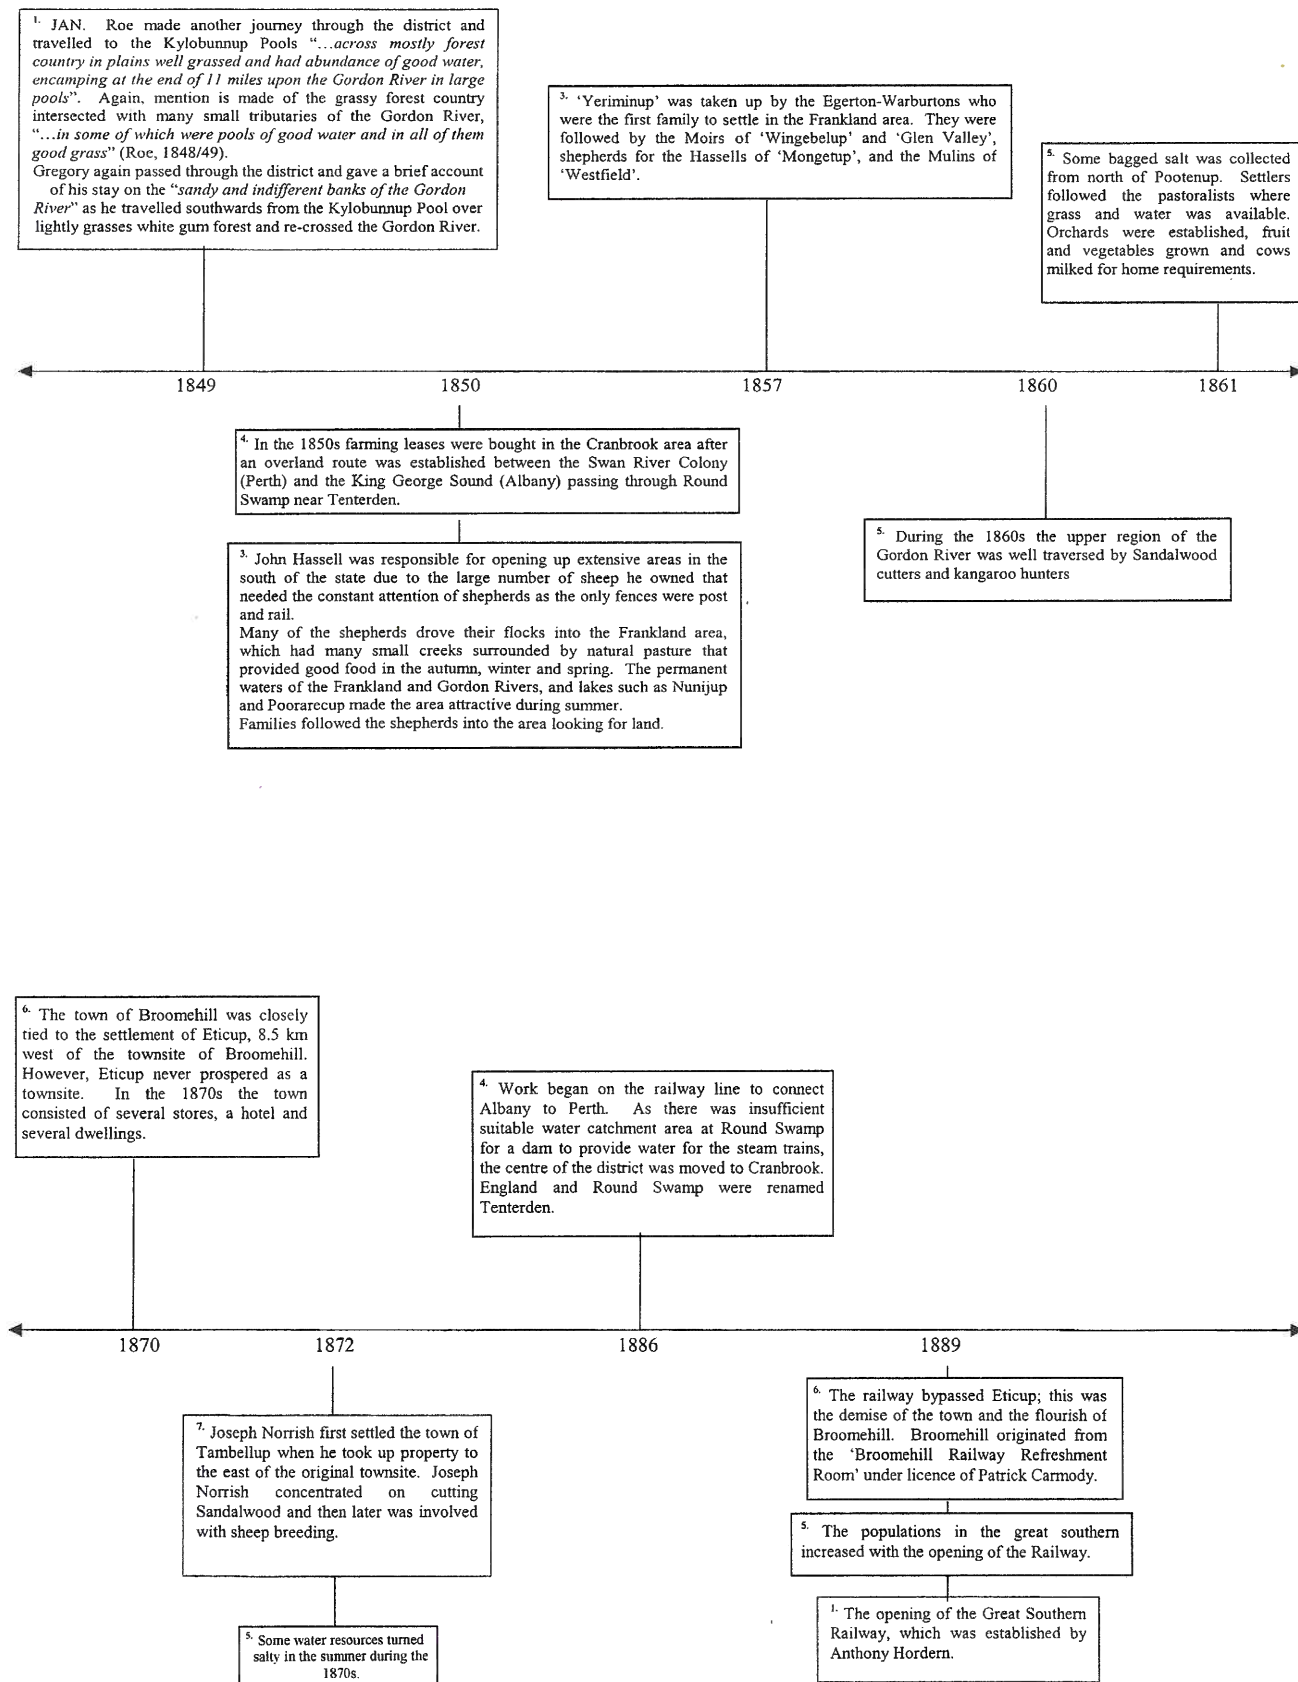 1. JAN. Roe made another journey through the district and
travelled to the Kylobunnup Pools “…across mostly forest
country in plains well grassed and had abundance of good water,
encamping at the end of 11 miles upon the Gordon River in large
pools”. Again, mention is made of the grassy forest country
intersected with many small tributaries of the Gordon River,
“…in some of which were pools of good water and in all of them
good grass” (Roe, 1848/49).
Gregory again passed through the district and gave a brief account
of his stay on the “sandy and indifferent banks of the Gordon
River” as he travelled southwards from the Kylobunnup Pool over
lightly grasses white gum forest and re-crossed the Gordon River.
3. ‘Yeriminup’ was taken up by the Egerton-Warburtons who
were the first family to settle in the Frankland area. They were
followed by the Moirs of ‘Wingebelup’ and ‘Glen Valley’,
shepherds for the Hassells of ‘Mongetup’, and the Mulins of
‘Westfield’.
5. Some bagged salt was collected
from north of Pootenup. Settlers
followed the pastoralists where
grass and water was available.
Orchards were established, fruit
and vegetables grown and cows
milked for home requirements.
1849 1850 1857 1860 1861
4. In the 1850s farming leases were bought in the Cranbrook area after
an overland route was established between the Swan River Colony
(Perth) and the King George Sound (Albany) passing through Round
Swamp near Tenterden.
3. John Hassell was responsible for opening up extensive areas in the
south of the state due to the large number of sheep he owned that
needed the constant attention of shepherds as the only fences were post
and rail.
Many of the shepherds drove their flocks into the Frankland area,
which had many small creeks surrounded by natural pasture that
provided good food in the autumn, winter and spring. The permanent
waters of the Frankland and Gordon Rivers, and lakes such as Nunijup
and Poorarecup made the area attractive during summer.
Families followed the shepherds into the area looking for land.
5. During the 1860s the upper region of the
Gordon River was well traversed by Sandalwood
cutters and kangaroo hunters
6. The town of Broomehill was closely
tied to the settlement of Eticup, 8.5 km
west of the townsite of Broomehill.
However, Eticup never prospered as a
townsite. In the 1870s the town
consisted of several stores, a hotel and
several dwellings.
4. Work began on the railway line to connect
Albany to Perth. As there was insufficient
suitable water catchment area at Round Swamp
for a dam to provide water for the steam trains,
the centre of the district was moved to Cranbrook.
England and Round Swamp were renamed
Tenterden.
1870 1872 1886 1889
7. Joseph Norrish first settled the town of
Tambellup when he took up property to
the east of the original townsite. Joseph
Norrish concentrated on cutting
Sandalwood and then later was involved
with sheep breeding.
5. Some water resources turned
salty in the summer during the
1870s.
6. The railway bypassed Eticup; this was
the demise of the town and the flourish of
Broomehill. Broomehill originated from
the ‘Broomehill Railway Refreshment
Room’ under licence of Patrick Carmody.
5. The populations in the great southern
increased with the opening of the Railway.
1. The opening of the Great Southern
Railway, which was established by
Anthony Hordern.